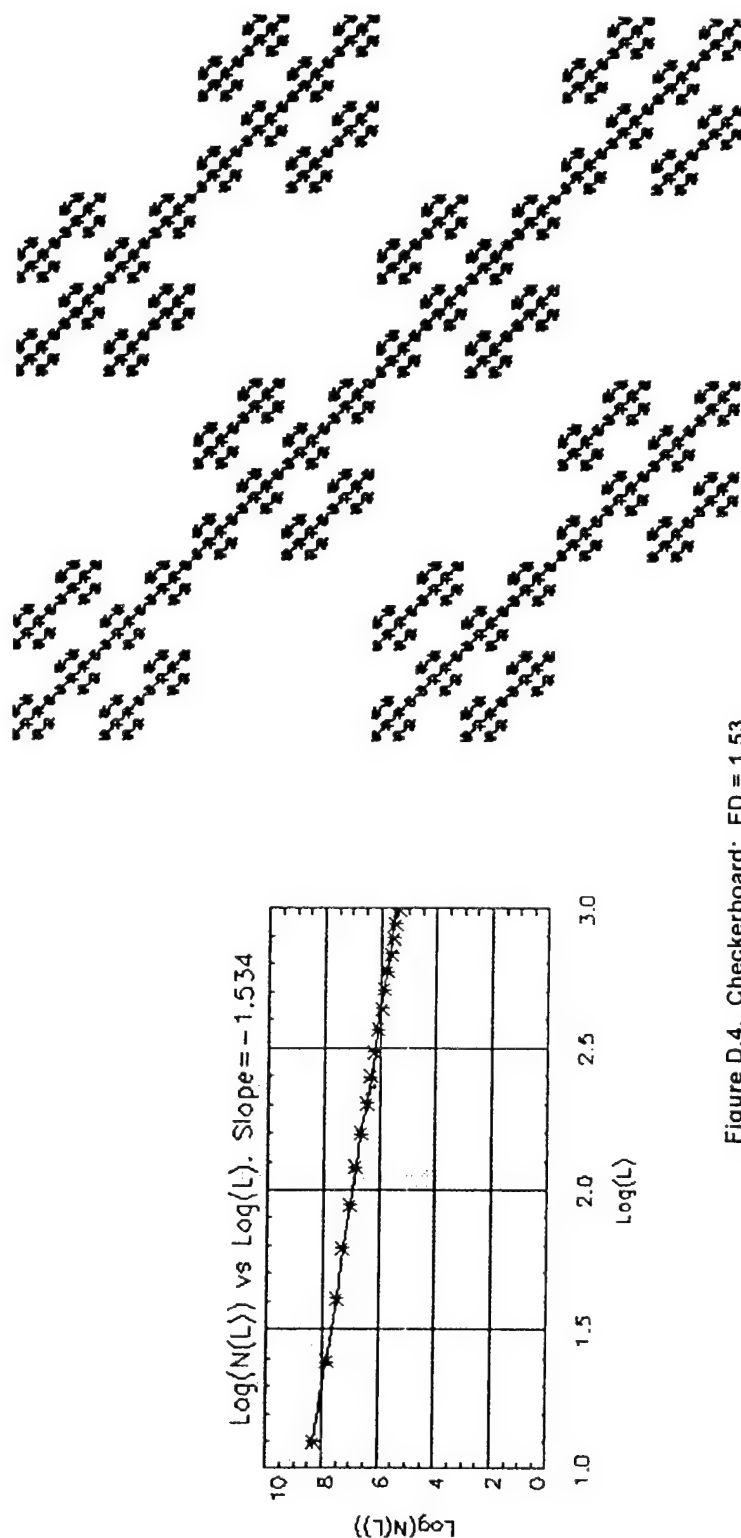 Log(N(L)) vs Log(L). Slope=-1.534
10
8
6
4
2
0
Log(N(L))
1.0
1.5
2.0
2.5
3.0
Log(L)
Figure D.4. Checkerboard: FD = 1.53